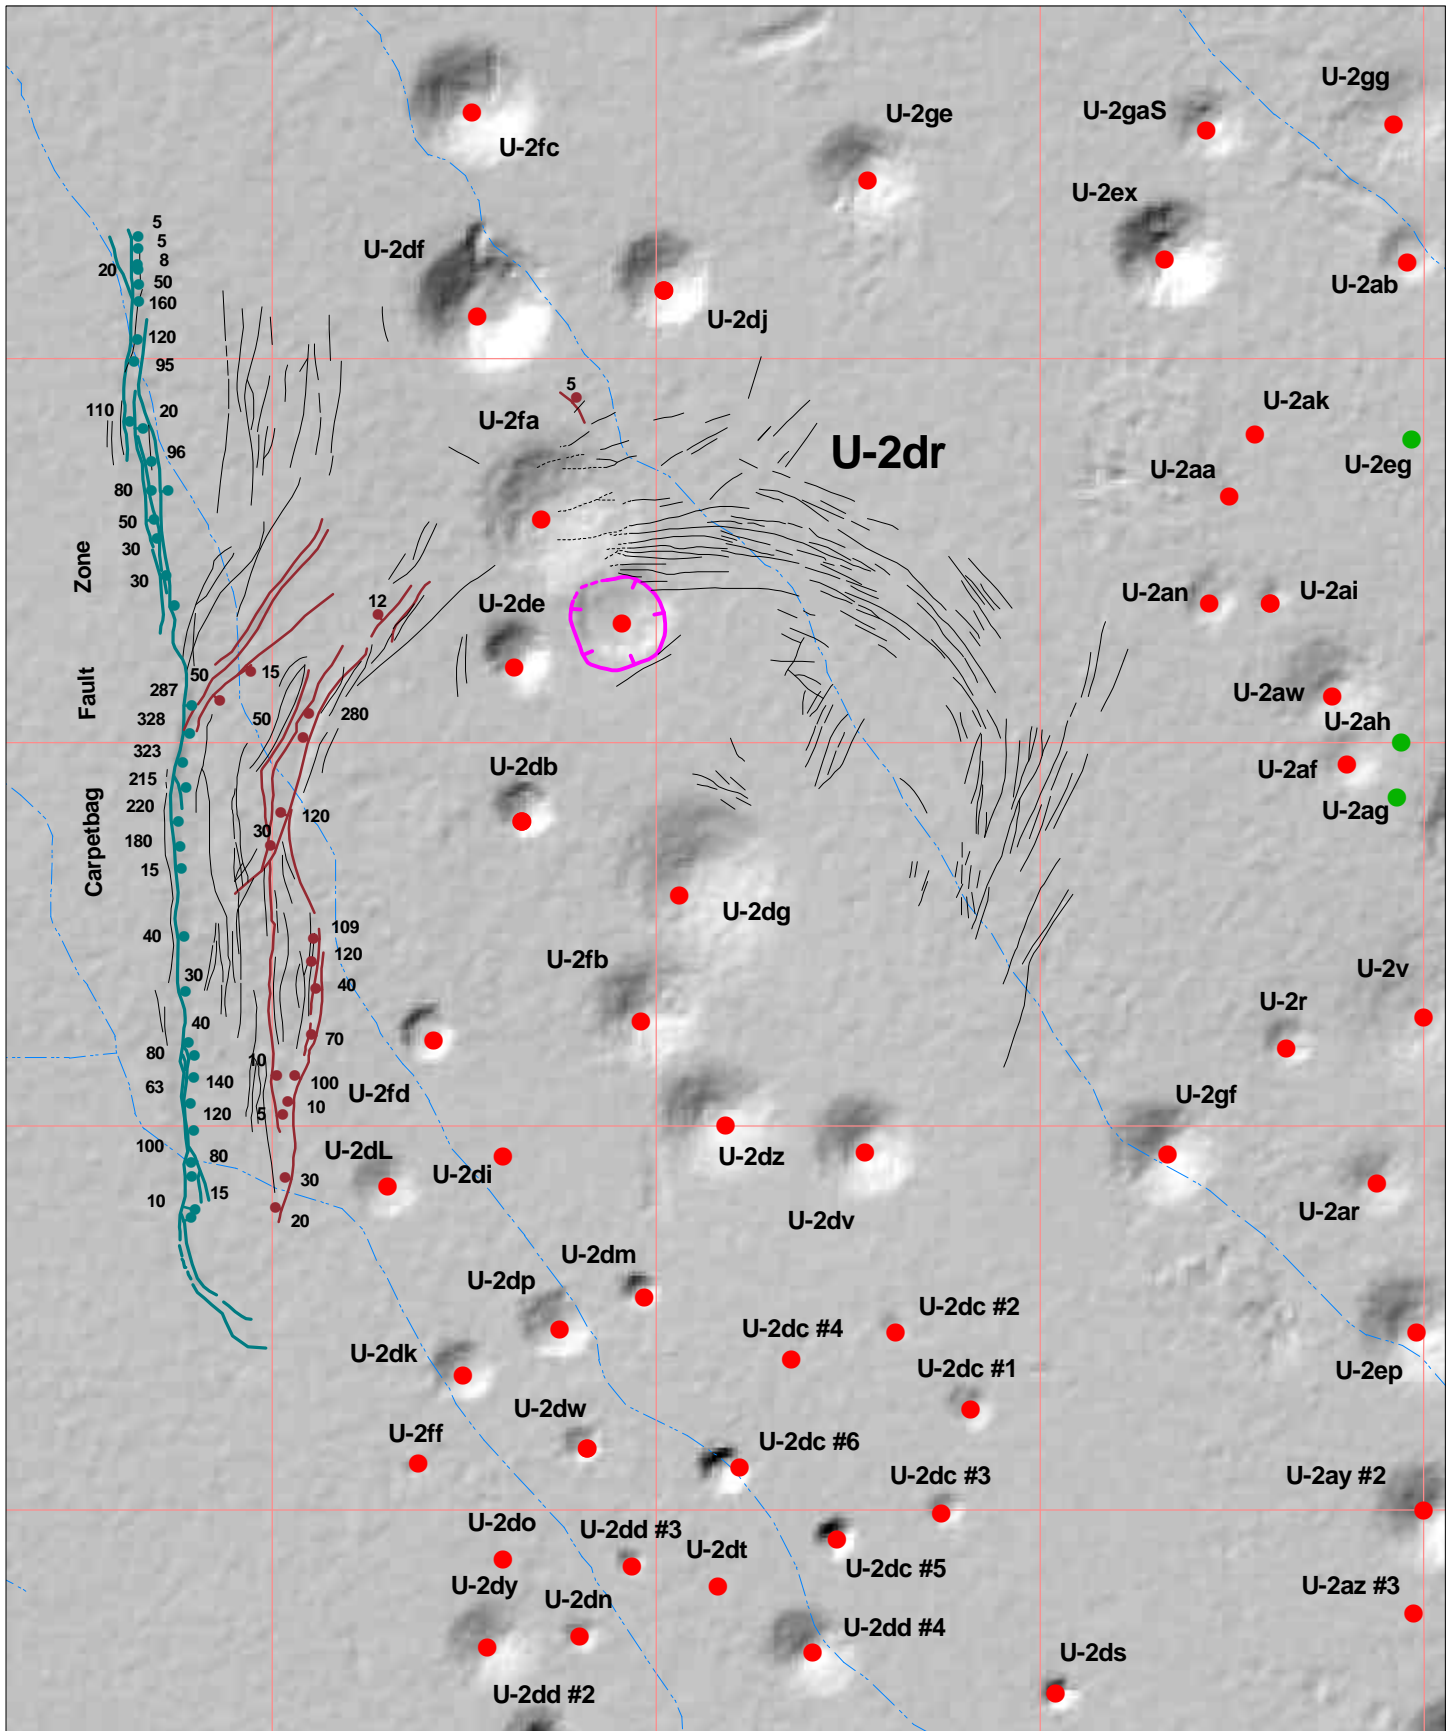 U-2gg
U-2gaS
U-2ge
U-2fc
U-2ex
5
5
U-2df
8
20
U-2ab
50
160
U-2dj
120
95
5
U-2ak
110
20
U-2fa
U-2dr
96
U-2eg
U-2aa
80
50
30
Zone
30
U-2an
U-2ai
U-2de
12
50
15
287
Fault
U-2aw
50
280
328
U-2ah
323
U-2db
U-2af
215
220
U-2ag
120
30
180
Carpetbag
15
U-2dg
109
40
120
U-2fb
U-2v
30
40
U-2r
40
70
80
10
140
100
63
U-2fd
U-2gf
10
120
5
100
80
U-2dz
U-2dL
U-2di
30
15
10
U-2ar
20
U-2dv
U-2dm
U-2dp
U-2dc #2
U-2dc #4
U-2dk
U-2dc #1
U-2ep
U-2dw
U-2ff
U-2dc #6
U-2dc #3
U-2ay #2
U-2do
U-2dd #3
U-2dt
U-2dc #5
U-2dy
U-2az #3
U-2dn
U-2dd #4
U-2ds
U-2dd #2